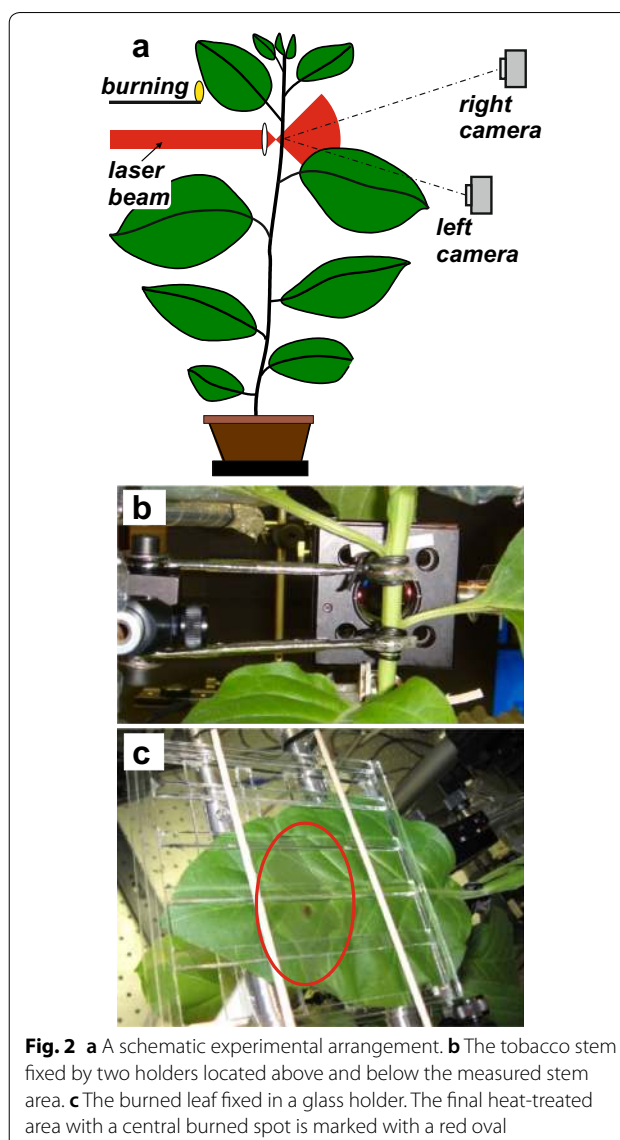 a
burning
right
camera
laser
beam
left
camera
b
c
Fig. 2 a A schematic experimental arrangement. b The tobacco stem
fixed by two holders located above and below the measured stem
area. c The burned leaf fixed in a glass holder. The final heat-treated
area with a central burned spot is marked with a red oval